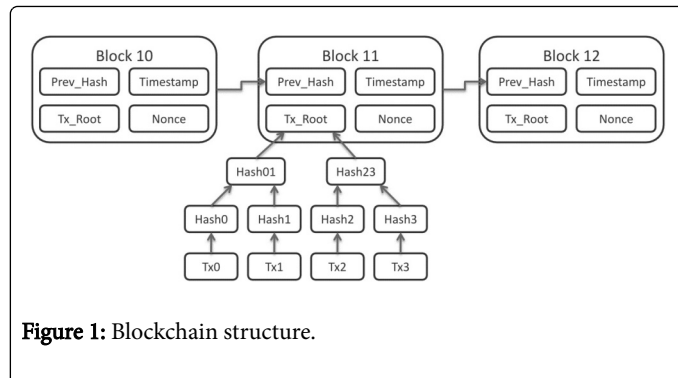 Block 10 Block 11 Block 12
Prev_Hash Timestamp Prev_Hash Timestamp Prev_Hash Timestamp
Tx_Root Nonce Tx_Root Nonce Tx_Root Nonce
Hash01 Hash23
Hash0 Hash1 Hash2 Hash3
Tx0 Tx1 Tx2 Tx3
Figure 1: Blockchain structure.